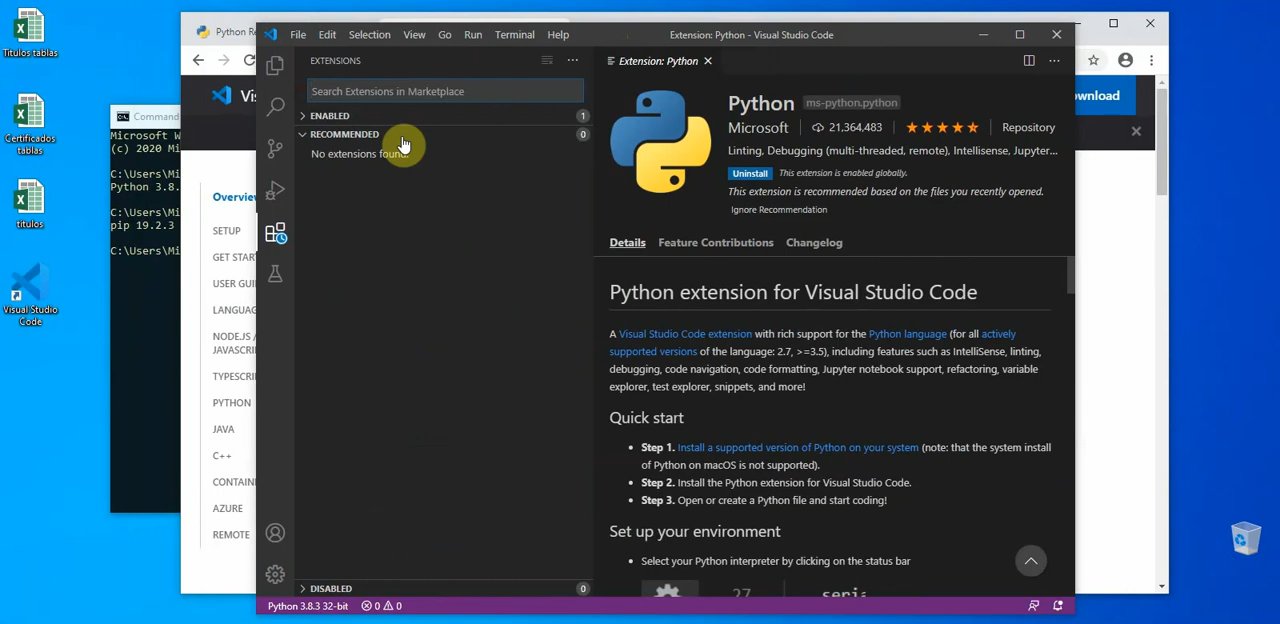 Titulos tablas
Certificados
tablas
titulos
Visual Studio
Code
Python Re
Vi
wnload
Command
Microsoft W
(c) 2020 Mi
C:\Users\Mi
Python 3.8.
C:\Users\Mi
pip 19.2.3
C:\Users\Mi
Overview
SETUP
GET STAR
USER GUI
LANGUAG
NODEJS /
JAVASCRI
TYPESCRI
PYTHON
JAVA
C++
CONTAIN
AZURE
REMOTE
File Edit Selection View Go Run Terminal Help
Extension: Python - Visual Studio Code
EXTENSIONS
Search Extensions in Marketplace
ENABLED 1
RECOMMENDED 0
No extensions found.
DISABLED 0
Extension: Python
Python ms-python.python
Microsoft 21,364,483 Repository
Linting, Debugging (multi-threaded, remote), Intellisense, Jupyter...
Uninstall This extension is enabled globally.
This extension is recommended based on the files you recently opened.
Ignore Recommendation
Details Feature Contributions Changelog
Python extension for Visual Studio Code
A Visual Studio Code extension with rich support for the Python language (for all actively
supported versions of the language: 2.7, >=3.5), including features such as IntelliSense, linting,
debugging, code navigation, code formatting, Jupyter notebook support, refactoring, variable
explorer, test explorer, snippets, and more!
Quick start
• Step 1. Install a supported version of Python on your system (note: that the system install
of Python on macOS is not supported).
• Step 2. Install the Python extension for Visual Studio Code.
• Step 3. Open or create a Python file and start coding!
Set up your environment
• Select your Python interpreter by clicking on the status bar
27
Python 3.8.3 32-bit 0 0